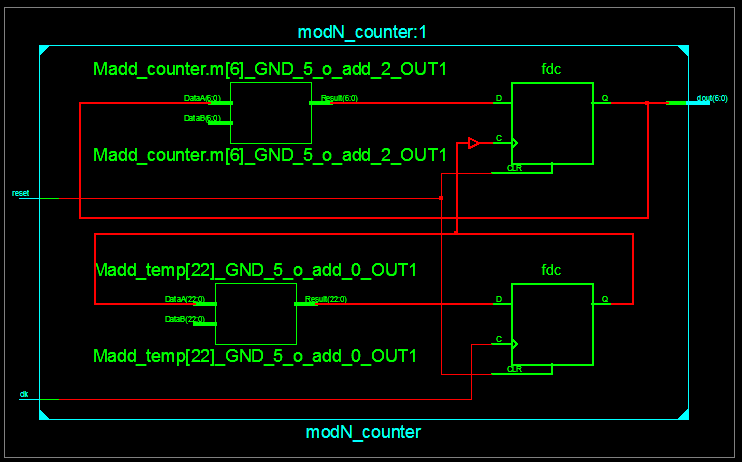 modN_counter:1
Madd_counter.m[6]_GND_5_o_add_2_OUT1
fdc
DataA(6:0)
Result(6:0)
D
Q
dout(6:0)
DataB(6:0)
C
Madd_counter.m[6]_GND_5_o_add_2_OUT1
CLR
reset
Madd_temp[22]_GND_5_o_add_0_OUT1
fdc
DataA(22:0)
Result(22:0)
D
Q
DataB(22:0)
C
Madd_temp[22]_GND_5_o_add_0_OUT1
CLR
clk
modN_counter